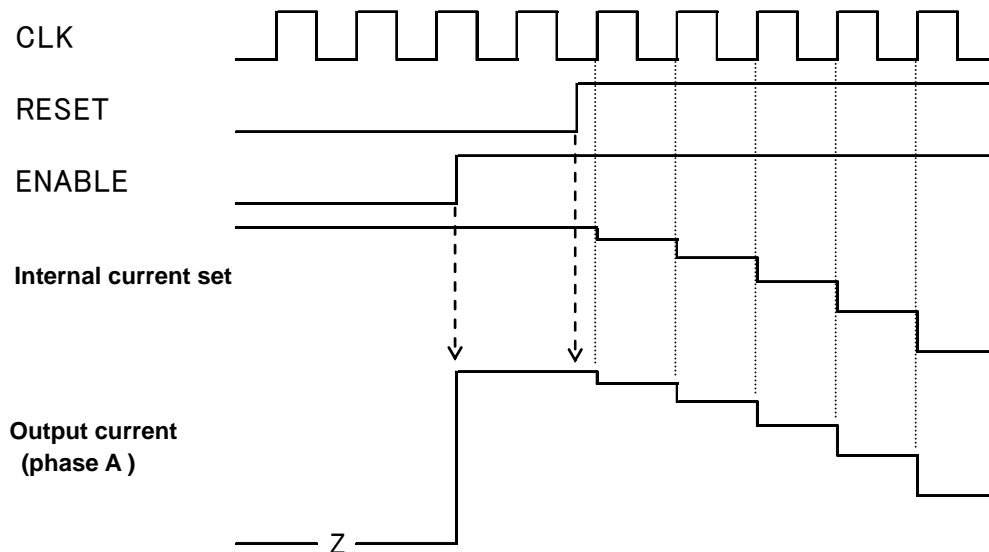 CLK
RESET
ENABLE
Internal current set
Output current
(phase A )
Z